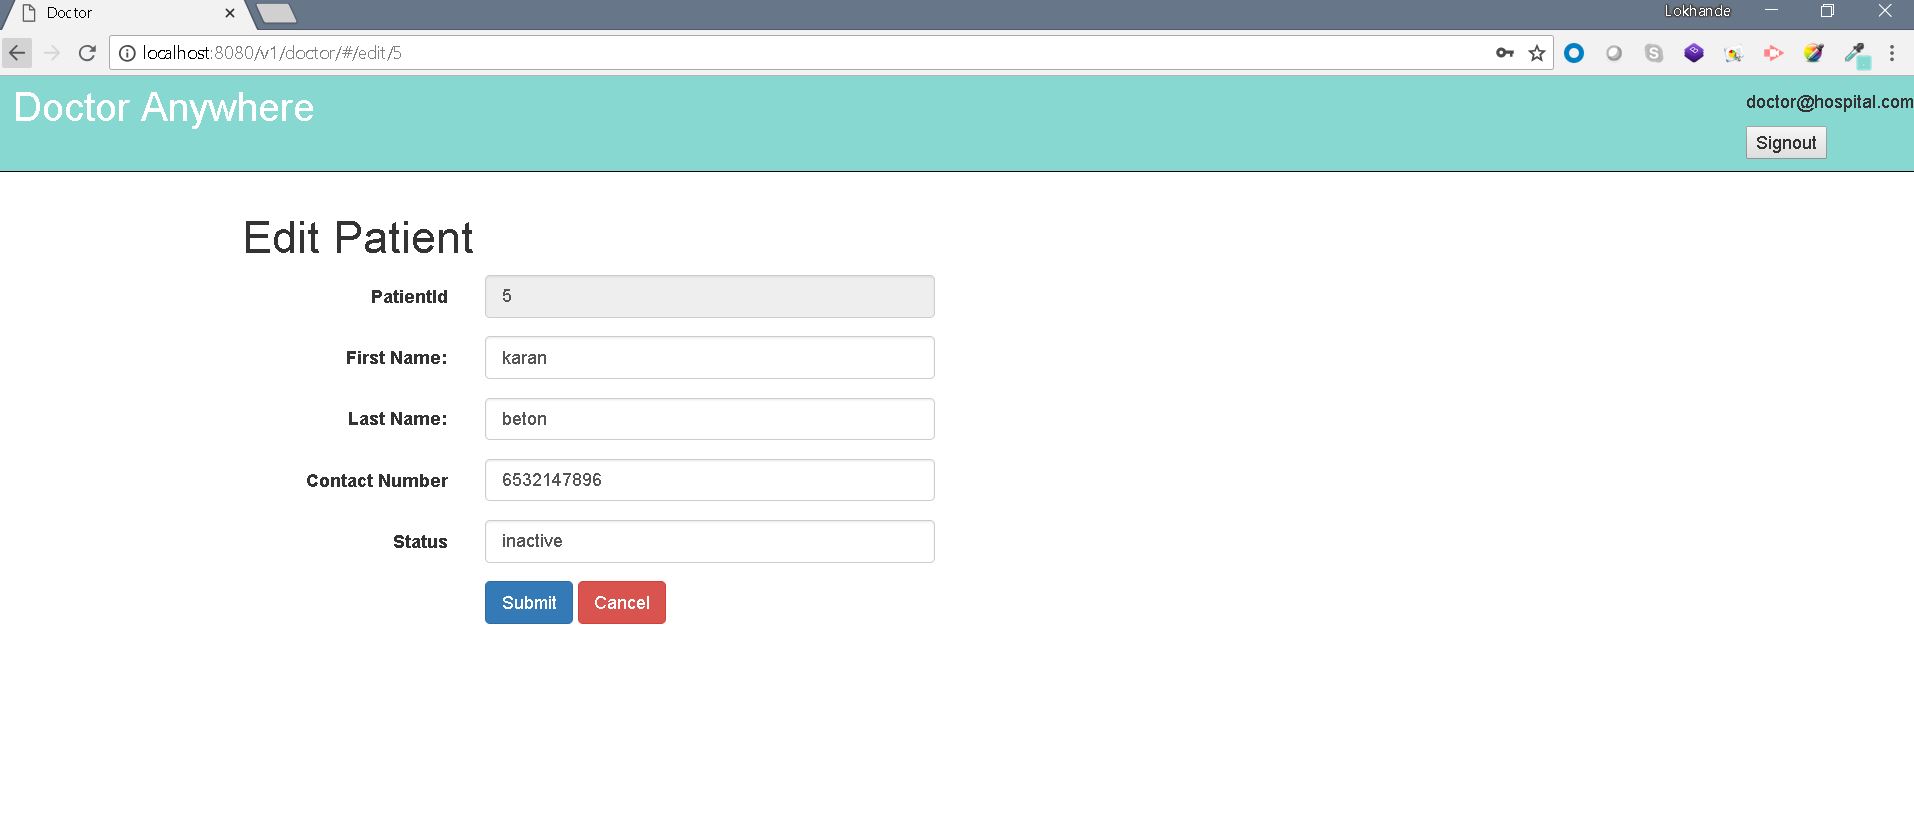 Doctor
Lokhande
localhost:8080/v1/doctor/#/edit/5
Doctor Anywhere
doctor@hospital.com
Signout
Edit Patient
PatientId 5
First Name: karan
Last Name: beton
Contact Number 6532147896
Status inactive
Submit Cancel